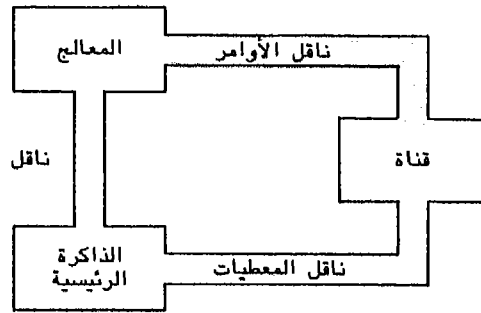 المعالج
ناقل الأوامر
ناقل
قناة
الذاكرة
الرئيسية
ناقل المعطيات